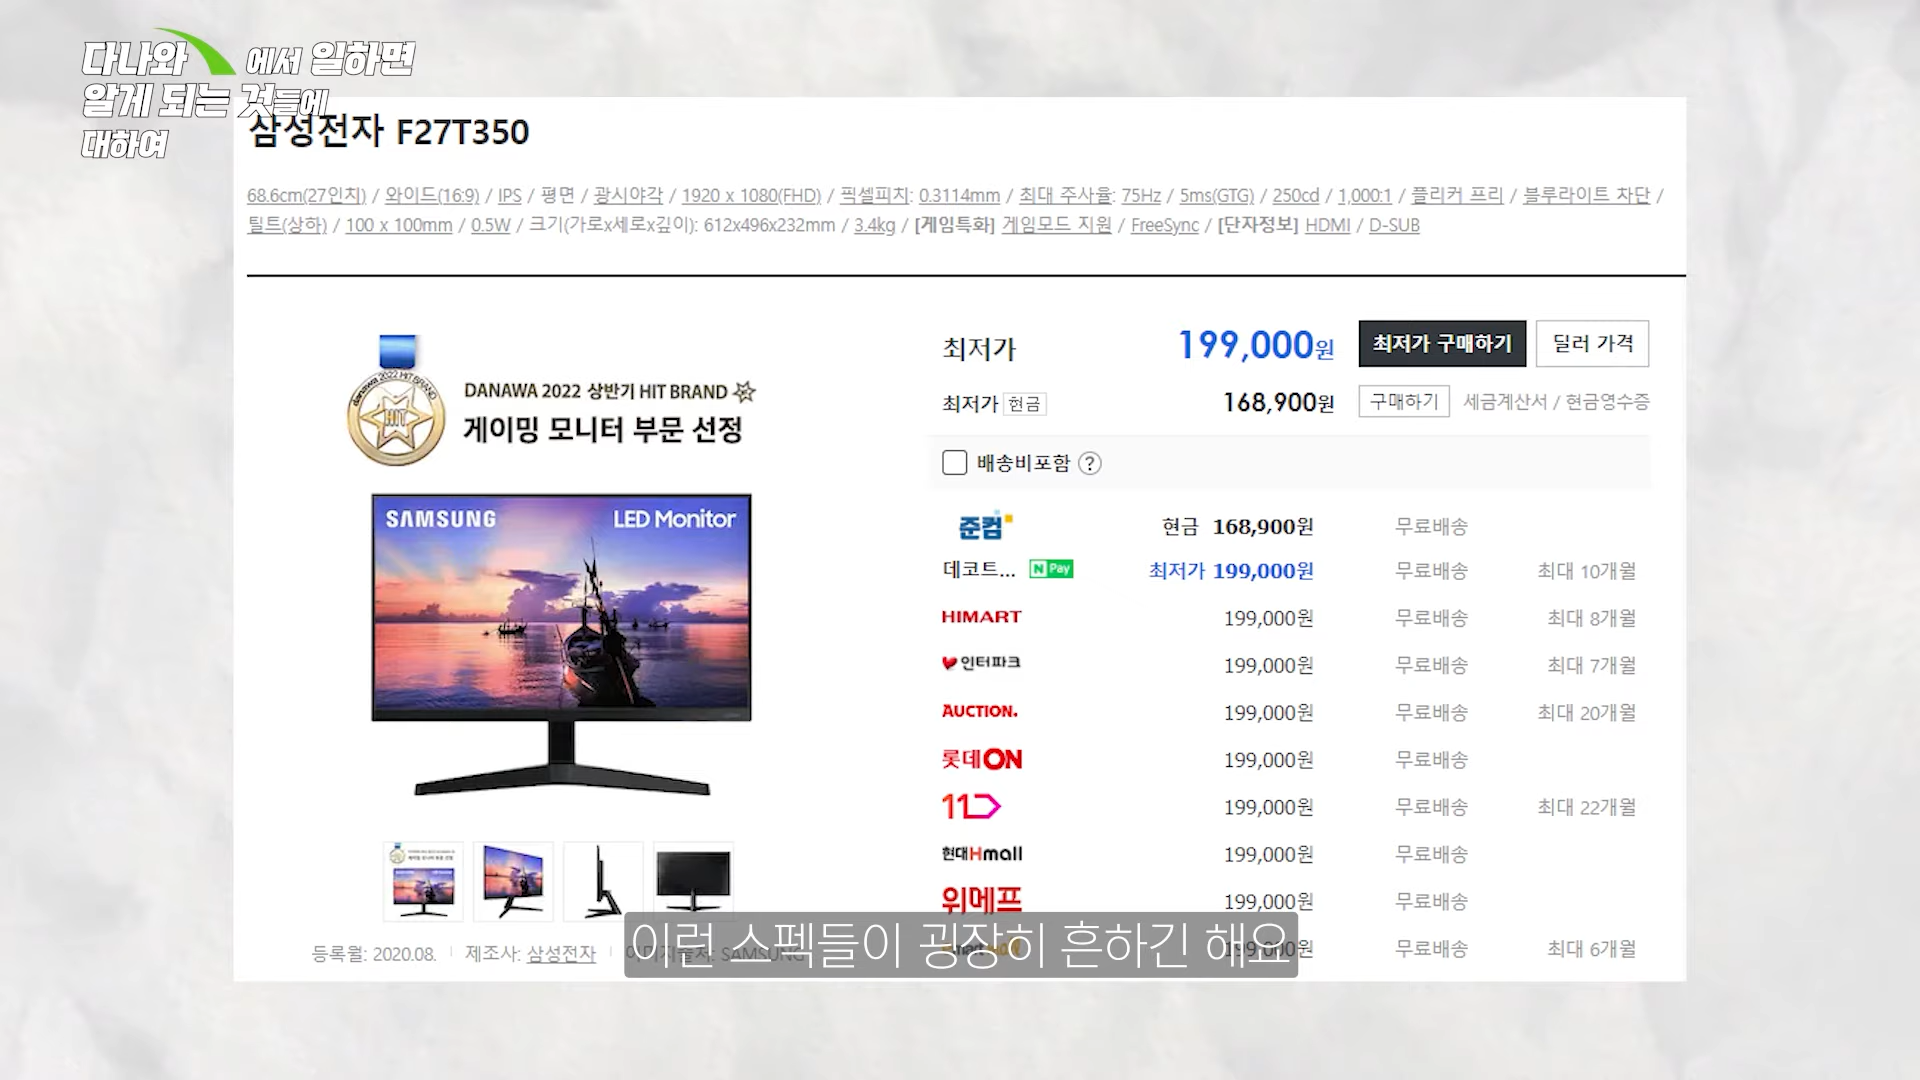 다나와에서 일하면
알게 되는 것들에
대하여
삼성전자 F27T350
68.6cm(27인치) / 와이드(16:9) / IPS / 평면 / 광시야각 / 1920 x 1080(FHD) / 픽셀피치: 0.3114mm / 최대 주사율: 75Hz / 5ms(GTG) / 250cd / 1,000:1 / 플리커 프리 / 블루라이트 차단 /
틸트(상하) / 100 x 100mm / 0.5W / 크기(가로x세로x깊이): 612x496x232mm / 3.4kg / [게임특화] 게임모드 지원 / FreeSync / [단자정보] HDMI / D-SUB
danawa 2022 HIT BRAND
HIT
DANAWA 2022 상반기 HIT BRAND
게이밍 모니터 부문 선정
SAMSUNG LED Monitor
등록월: 2020.08. 제조사: 삼성전자 이미지출처: SAMSUNG
최저가 199,000원 최저가 구매하기 딜러 가격
최저가 현금 168,900원 구매하기 세금계산서 / 현금영수증
배송비포함 ?
준컴 현금 168,900원 무료배송
데코트... N Pay 최저가 199,000원 무료배송 최대 10개월
HIMART 199,000원 무료배송 최대 8개월
인터파크 199,000원 무료배송 최대 7개월
AUCTION. 199,000원 무료배송 최대 20개월
롯데ON 199,000원 무료배송
11 199,000원 무료배송 최대 22개월
현대Hmall 199,000원 무료배송
위메프 199,000원 무료배송
199,000원 무료배송 최대 6개월
이런 스펙들이 굉장히 흔하긴 해요